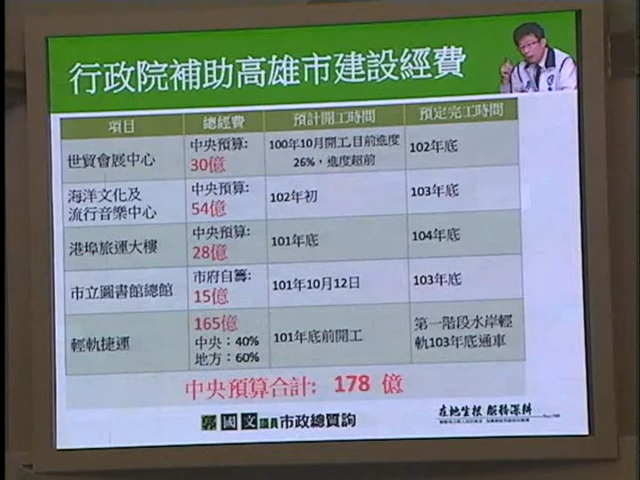 行政院補助高雄市建設經費
項目 總經費 預計開工時間 預定完工時間
世貿會展中心 中央預算: 30億 100年10月開工,目前進度 26%，進度超前 102年底
海洋文化及 流行音樂中心 中央預算: 54億 102年初 103年底
港埠旅運大樓 中央預算: 28億 101年底 104年底
市立圖書館總館 市府自籌: 15億 101年10月12日 103年底
輕軌捷運 165億 中央：40% 地方：60% 101年底前開工 第一階段水岸輕 軌103年底通車
中央預算合計: 178 億
郭國文議員市政總質詢
在地生根 服務深耕